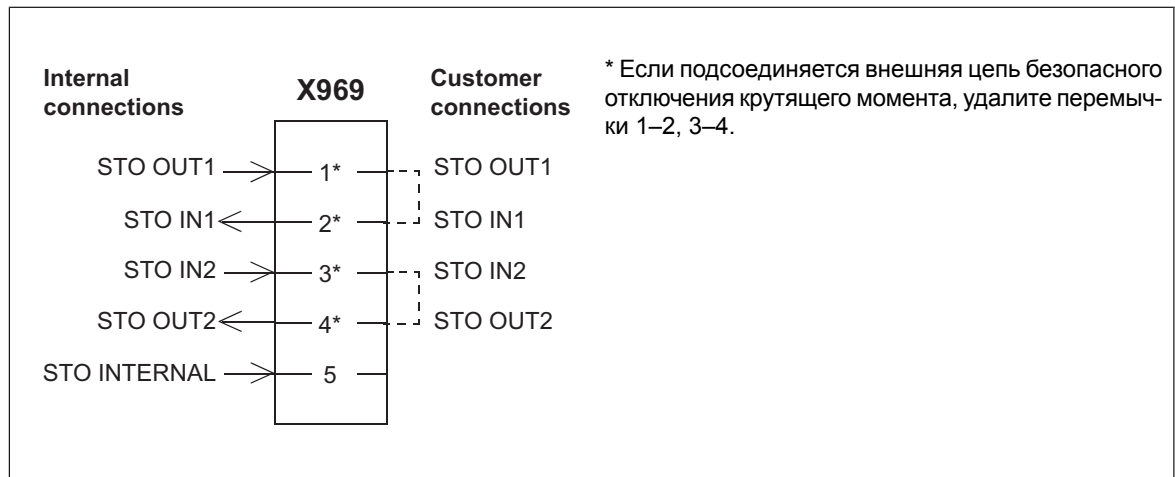 Internal
connections
X969
Customer
connections
* Если подсоединяется внешняя цепь безопасного
отключения крутящего момента, удалите перемыч-
ки 1–2, 3–4.
STO OUT1 1* STO OUT1
STO IN1 2* STO IN1
STO IN2 3* STO IN2
STO OUT2 4* STO OUT2
STO INTERNAL 5